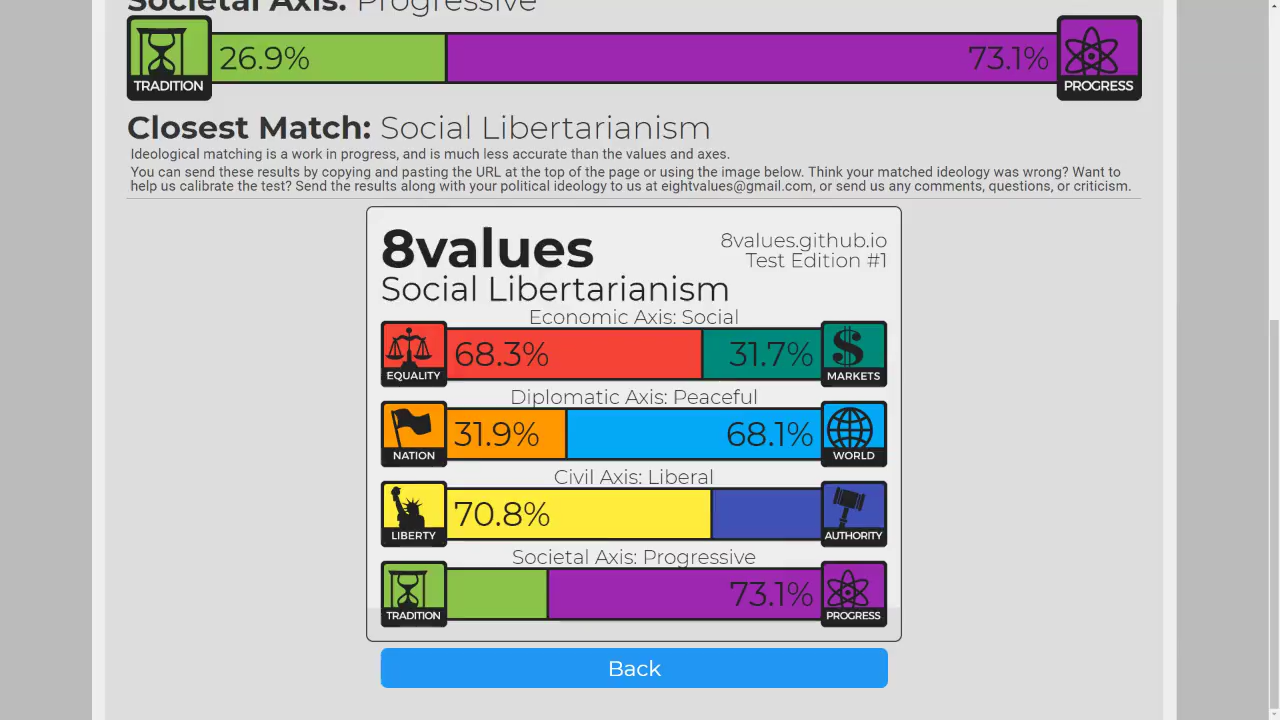 Societal Axis: Progressive
26.9% 73.1%
TRADITION PROGRESS
Closest Match: Social Libertarianism
Ideological matching is a work in progress, and is much less accurate than the values and axes.
You can send these results by copying and pasting the URL at the top of the page or using the image below. Think your matched ideology was wrong? Want to
help us calibrate the test? Send the results along with your political ideology to us at eightvalues@gmail.com, or send us any comments, questions, or criticism.
8values 8values.github.io
Test Edition #1
Social Libertarianism
Economic Axis: Social
68.3% 31.7% $
EQUALITY MARKETS
Diplomatic Axis: Peaceful
31.9% 68.1%
NATION WORLD
Civil Axis: Liberal
70.8%
LIBERTY AUTHORITY
Societal Axis: Progressive
73.1%
TRADITION PROGRESS
Back